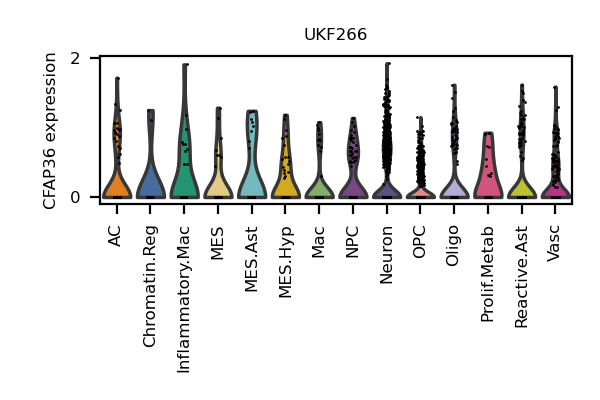 UKF266
CFAP36 expression
2
0
AC
Chromatin.Reg
Inflammatory.Mac
MES
MES.Ast
MES.Hyp
Mac
NPC
Neuron
OPC
Oligo
Prolif.Metab
Reactive.Ast
Vasc